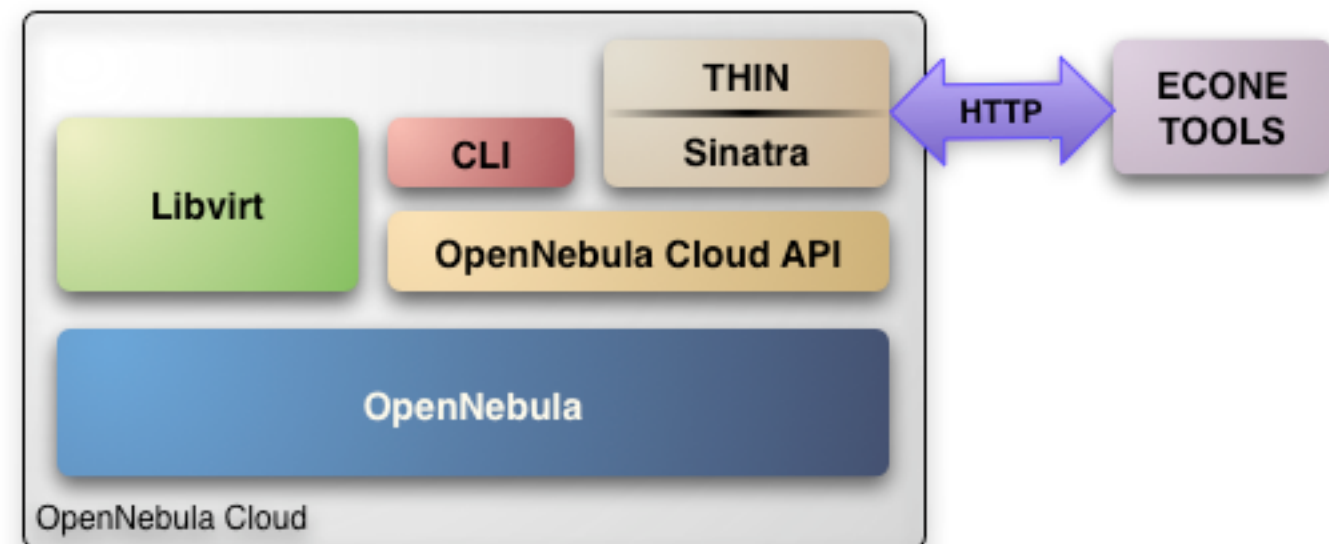 THIN
Sinatra
HTTP
ECONE
TOOLS
CLI
Libvirt
OpenNebula Cloud API
OpenNebula
OpenNebula Cloud